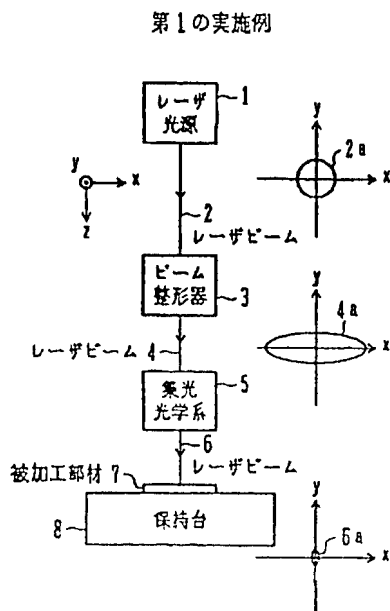 第1の実施例
レーザ
光源
1
y
2a
x
y
x
z
2
レーザビーム
ビーム
整形器
3
y
4a
x
レーザビーム
4
集光
光学系
5
6
レーザビーム
被加工部材 7
8
保持台
y
6a
x